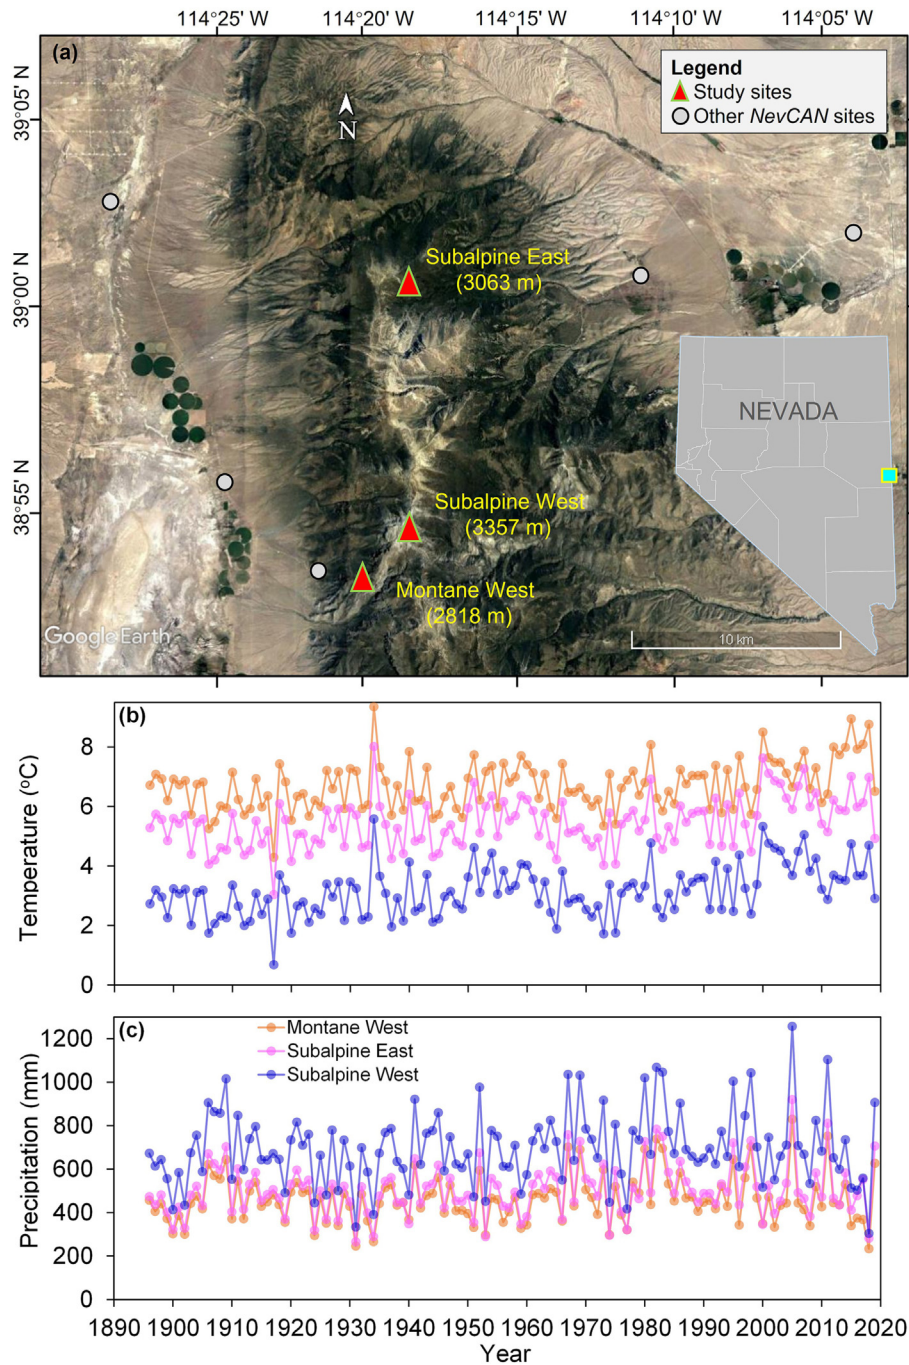 114°25' W 114°20' W 114°15' W 114°10' W 114°05' W
(a)
Legend
Study sites
Other NevCAN sites
39°05' N
N
Subalpine East
(3063 m)
39°00' N
NEVADA
38°55' N
Subalpine West
(3357 m)
Montane West
(2818 m)
Google Earth
10 km
(b)
Temperature (°C)
8
6
4
2
0
(c)
Montane West
Subalpine East
Subalpine West
Precipitation (mm)
1200
1000
800
600
400
200
0
1890 1900 1910 1920 1930 1940 1950 1960 1970 1980 1990 2000 2010 2020
Year